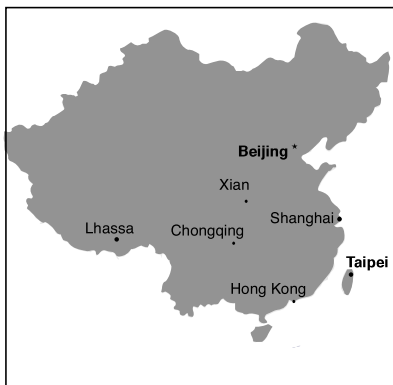 Beijing
Xian
Shanghai
Lhassa
Chongqing
Taipei
Hong Kong